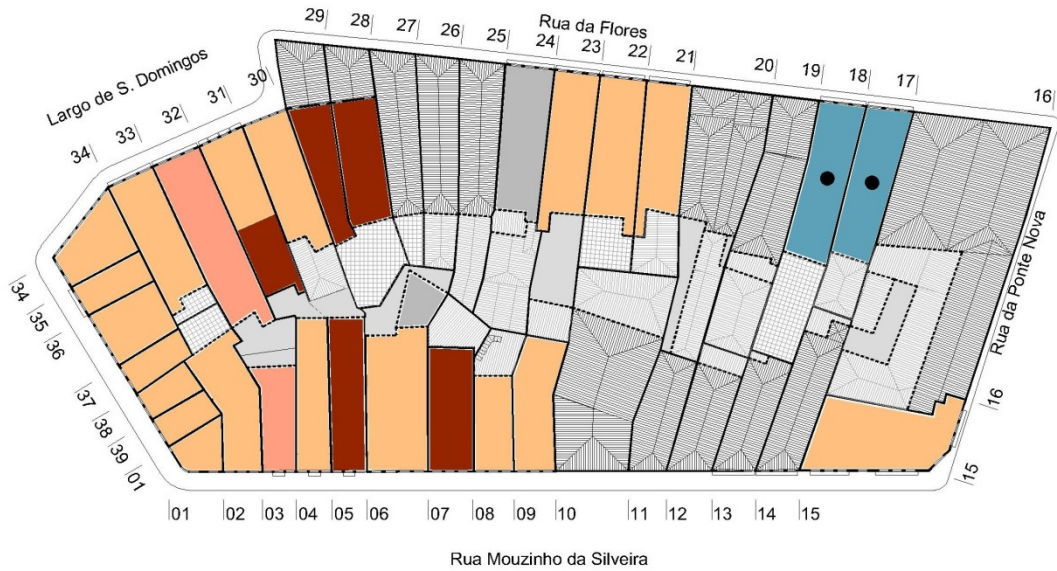 Rua da Flores
29 28 27 26 25 24 23 22 21 20 19 18 17 16
Largo de S. Domingos
34 33 32 31 30
34
35
36
37
38
39
01
Rua da Ponte Nova
16
15
01 02 03 04 05 06 07 08 09 10 11 12 13 14 15
Rua Mouzinho da Silveira